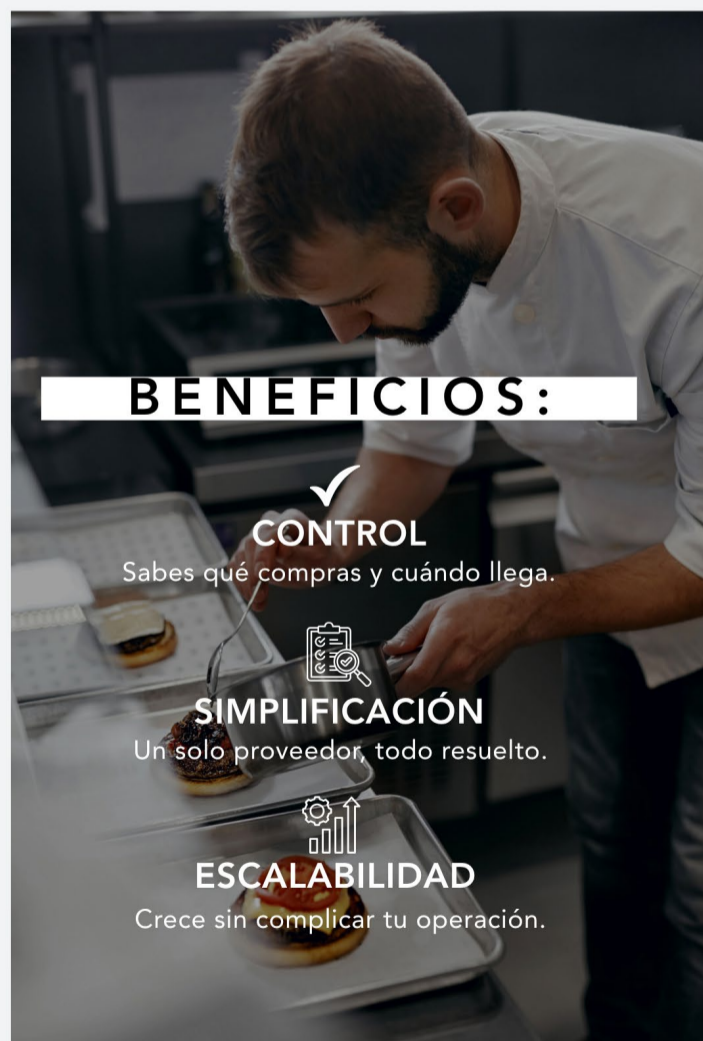 BENEFICIOS:
CONTROL
Sabes qué compras y cuándo llega.
SIMPLIFICACIÓN
Un solo proveedor, todo resuelto.
ESCALABILIDAD
Crece sin complicar tu operación.